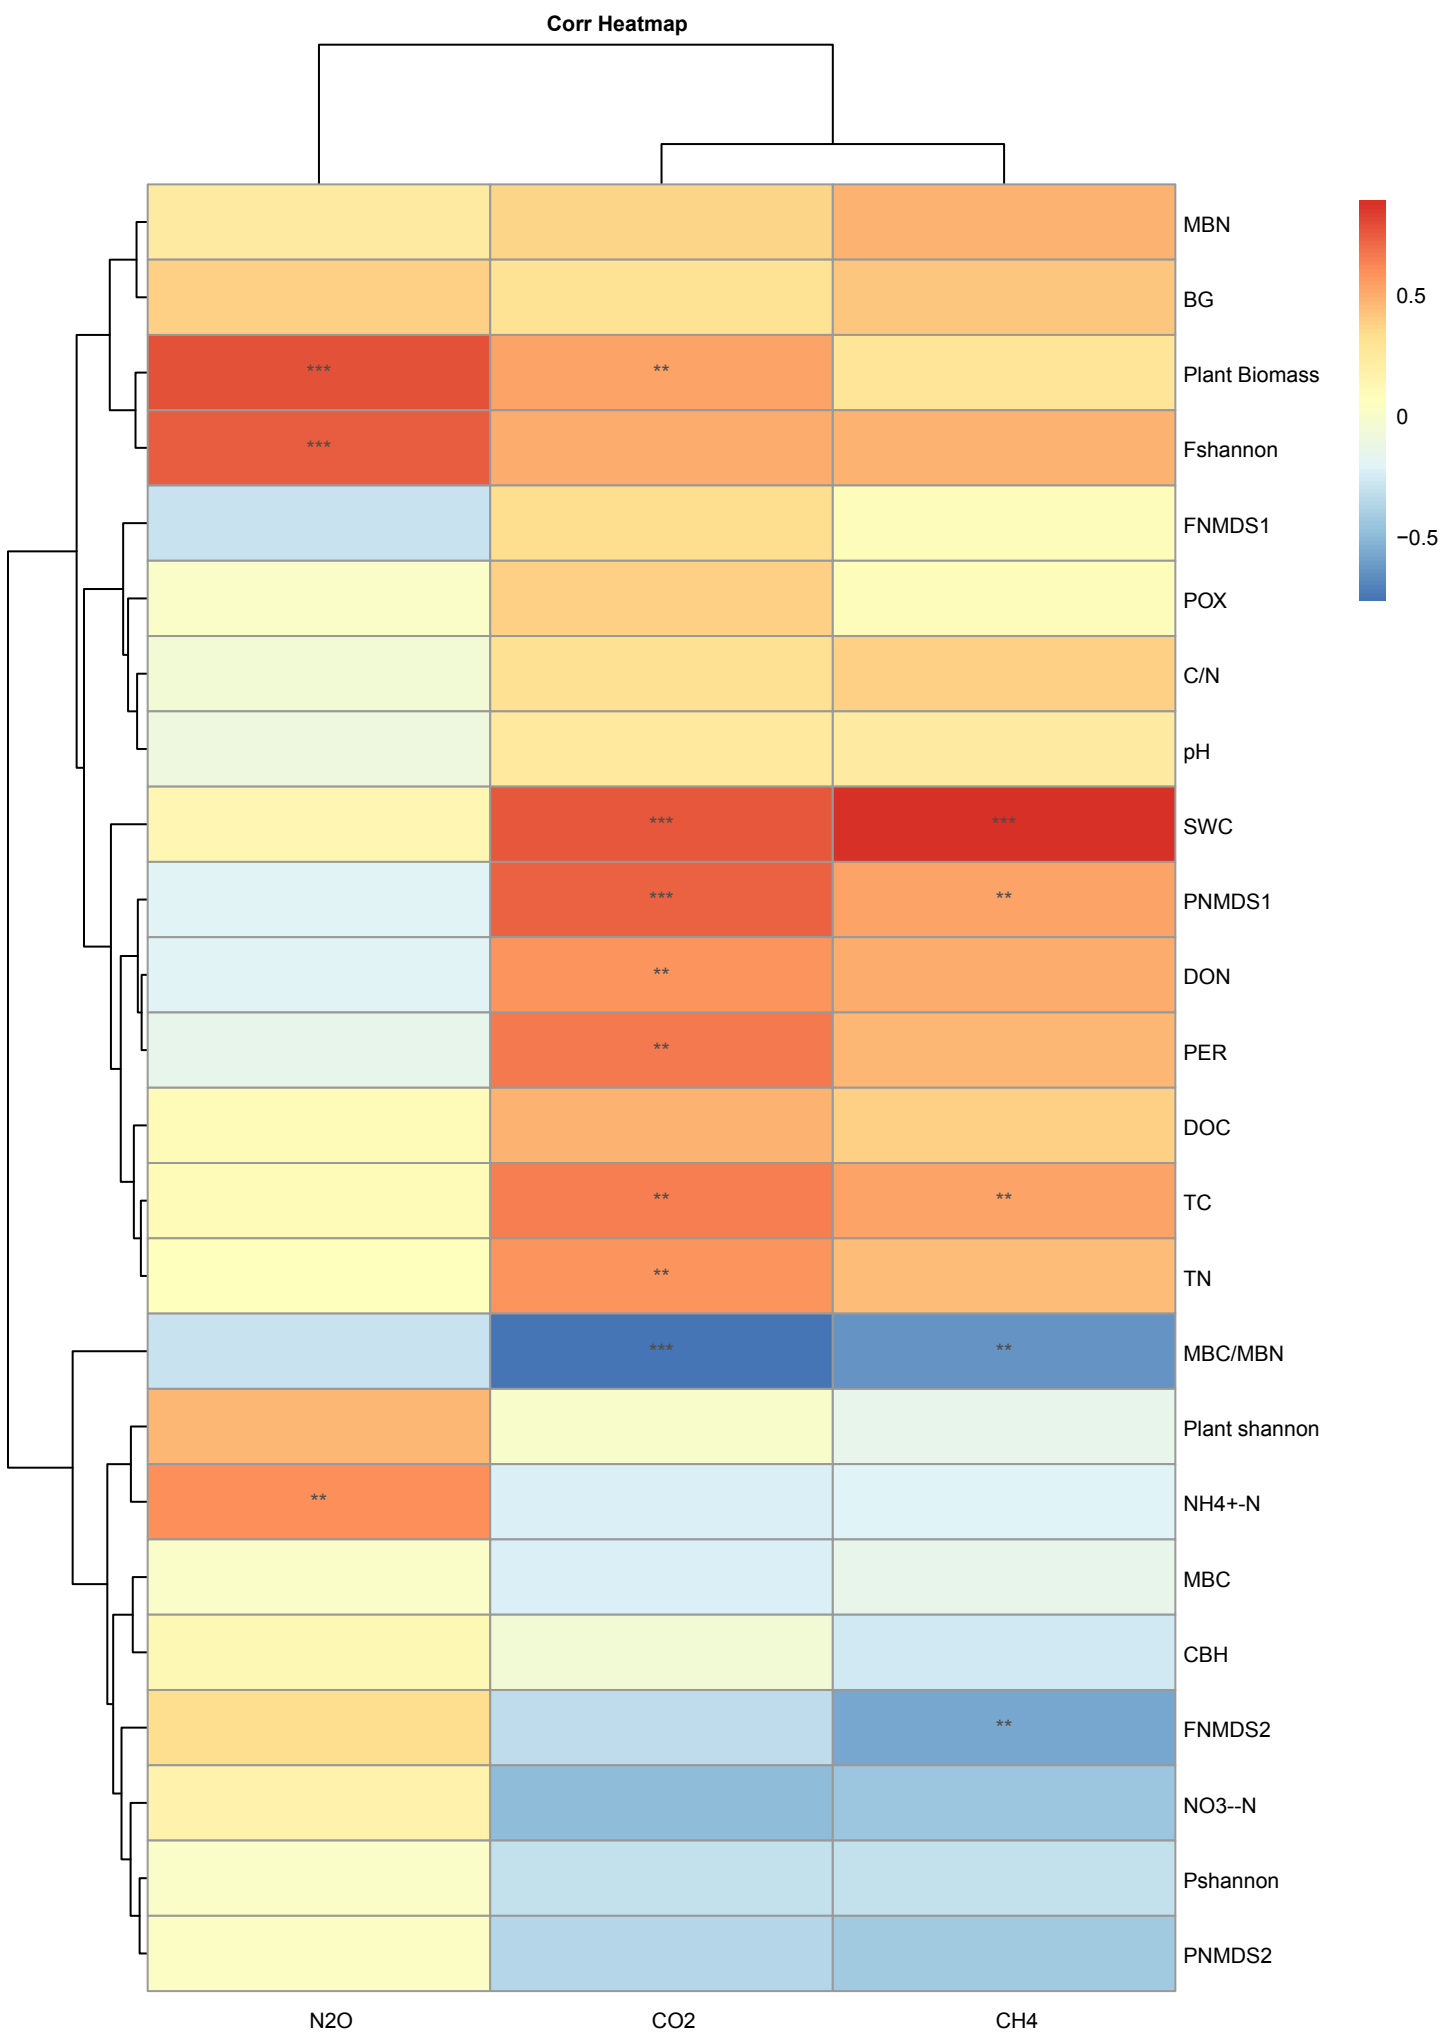 Corr Heatmap
MBN
0.5
BG
*** ** Plant Biomass
0
*** Fshannon
FNMDS1
−0.5
POX
C/N
pH
*** *** SWC
*** ** PNMDS1
** DON
** PER
DOC
** ** TC
** TN
*** ** MBC/MBN
Plant shannon
** NH4+-N
MBC
CBH
** FNMDS2
NO3--N
Pshannon
PNMDS2
N2O CO2 CH4